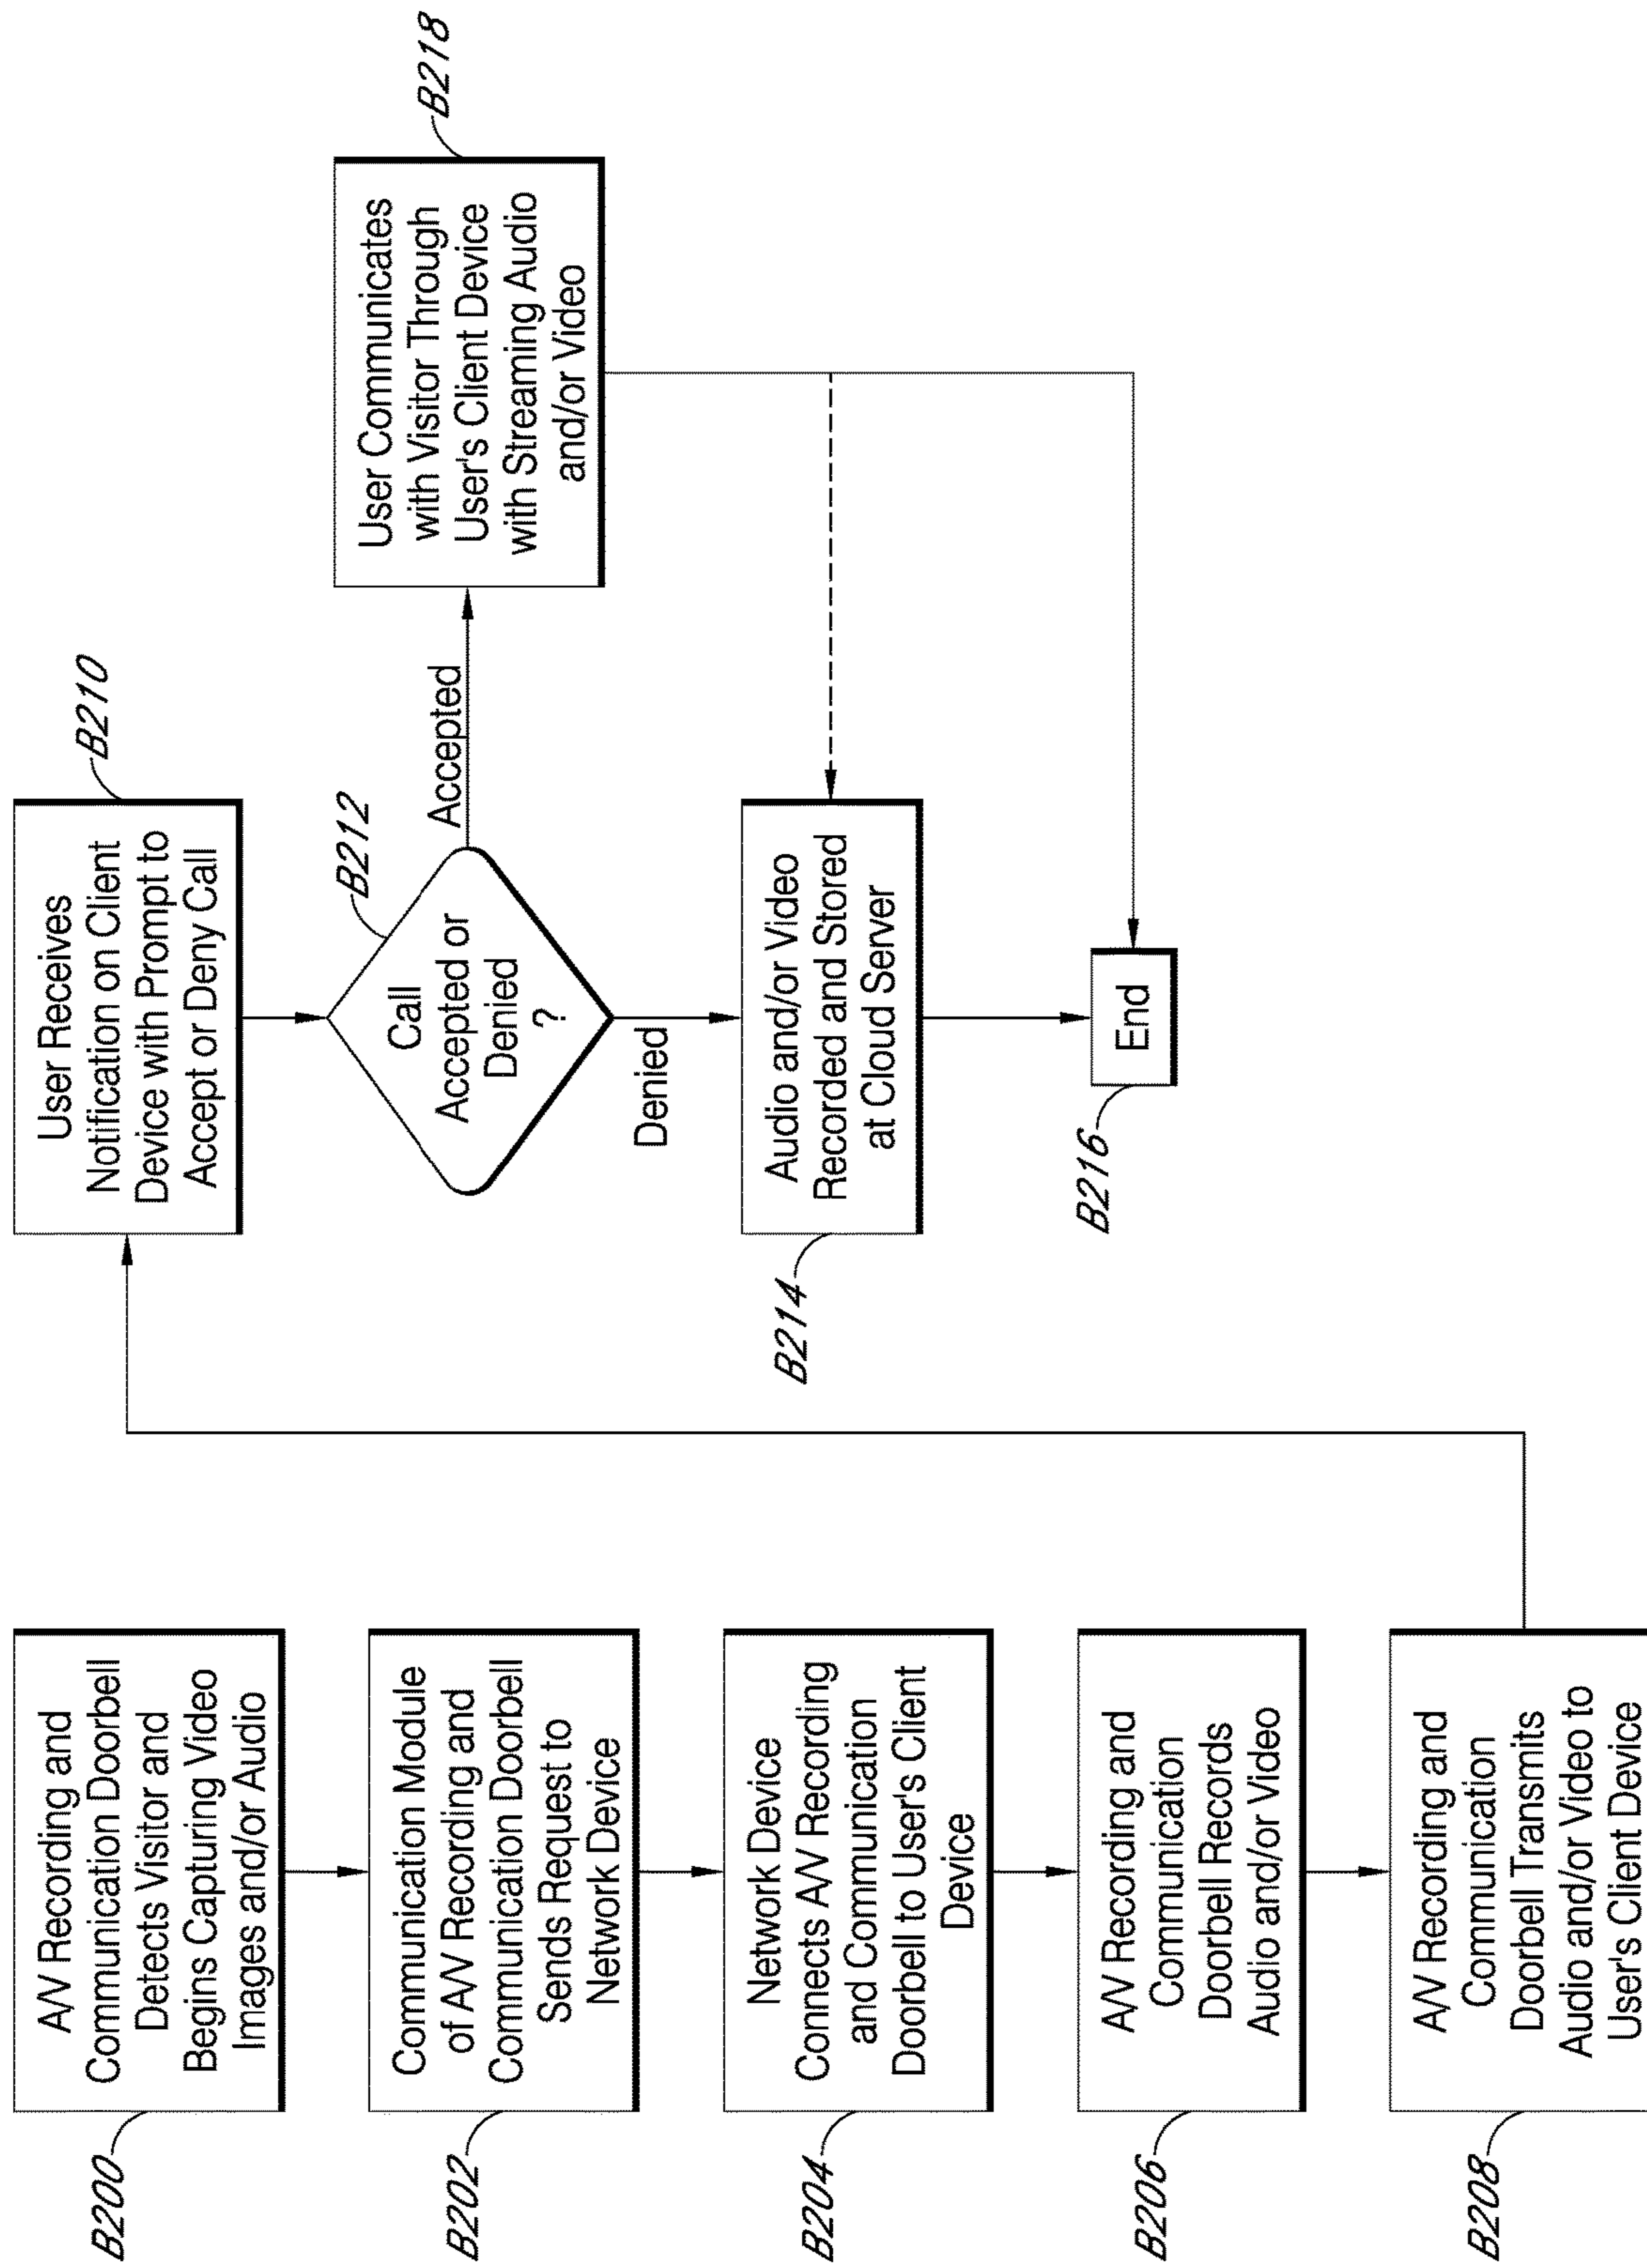 A/V Recording and
Communication Doorbell
Detects Visitor and
Begins Capturing Video
Images and/or Audio
B200
Communication Module
of A/V Recording and
Communication Doorbell
Sends Request to
Network Device
B202
Network Device
Connects A/V Recording
and Communication
Doorbell to User's Client
Device
B204
A/V Recording and
Communication
Doorbell Records
Audio and/or Video
B206
A/V Recording and
Communication
Doorbell Transmits
Audio and/or Video to
User's Client Device
B208
User Receives
Notification on Client
Device with Prompt to
Accept or Deny Call
B210
Call
Accepted or
Denied
?
B212
Accepted
Denied
User Communicates
with Visitor Through
User's Client Device
with Streaming Audio
and/or Video
B218
Audio and/or Video
Recorded and Stored
at Cloud Server
B214
End
B216